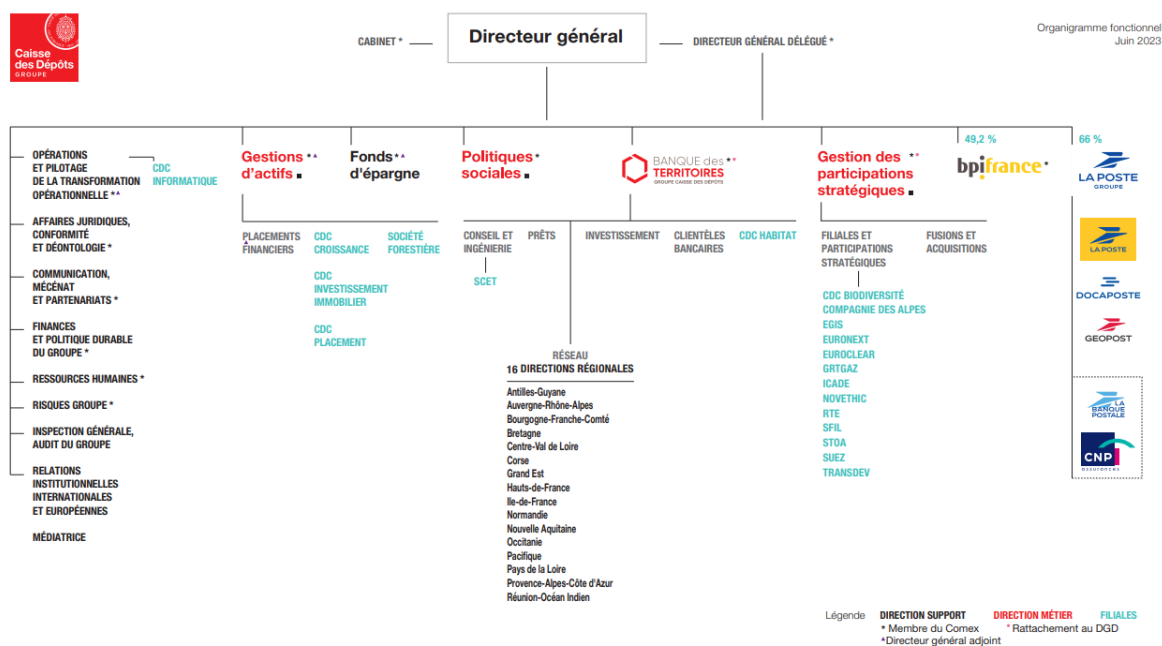 Caisse
des Dépôts
GROUPE
CABINET *
Directeur général
DIRECTEUR GÉNÉRAL DÉLÉGUÉ *
Organigramme fonctionnel
Juin 2023
OPÉRATIONS
ET PILOTAGE
DE LA TRANSFORMATION
OPÉRATIONNELLE *▲
CDC
INFORMATIQUE
AFFAIRES JURIDIQUES,
CONFORMITÉ
ET DÉONTOLOGIE *
COMMUNICATION,
MÉCÉNAT
ET PARTENARIATS *
FINANCES
ET POLITIQUE DURABLE
DU GROUPE *
RESSOURCES HUMAINES *
RISQUES GROUPE *
INSPECTION GÉNÉRALE,
AUDIT DU GROUPE
RELATIONS
INSTITUTIONNELLES
INTERNATIONALES
ET EUROPÉENNES
MÉDIATRICE
Gestions *▲
d'actifs ■
PLACEMENTS
FINANCIERS
CDC
CROISSANCE
CDC
INVESTISSEMENT
IMMOBILIER
CDC
PLACEMENT
SOCIÉTÉ
FORESTIÈRE
Fonds *▲
d'épargne
Politiques *
sociales ■
BANQUE des **
TERRITOIRES
GROUPE CAISSE DES DÉPÔTS
CONSEIL ET
INGÉNIERIE
SCET
PRÊTS
INVESTISSEMENT
CLIENTÈLES
BANCAIRES
CDC HABITAT
RÉSEAU
16 DIRECTIONS RÉGIONALES
Antilles-Guyane
Auvergne-Rhône-Alpes
Bourgogne-Franche-Comté
Bretagne
Centre-Val de Loire
Corse
Grand Est
Hauts-de-France
Ile-de-France
Normandie
Nouvelle Aquitaine
Occitanie
Pacifique
Pays de la Loire
Provence-Alpes-Côte d'Azur
Réunion-Océan Indien
Gestion des **
participations
stratégiques ■
FILIALES ET
PARTICIPATIONS
STRATÉGIQUES
CDC BIODIVERSITÉ
COMPAGNIE DES ALPES
EGIS
EURONEXT
EUROCLEAR
GRTGAZ
ICADE
NOVETHIC
RTE
SFIL
STOA
SUEZ
TRANSDEV
FUSIONS ET
ACQUISITIONS
49,2 %
bpifrance *
66 %
LA POSTE
GROUPE
LA POSTE
DOCAPOSTE
GEOPOST
LA
BANQUE
POSTALE
CNP
assurances
Légende DIRECTION SUPPORT DIRECTION MÉTIER FILIALES
* Membre du Comex * Rattachement au DGD
▲Directeur général adjoint